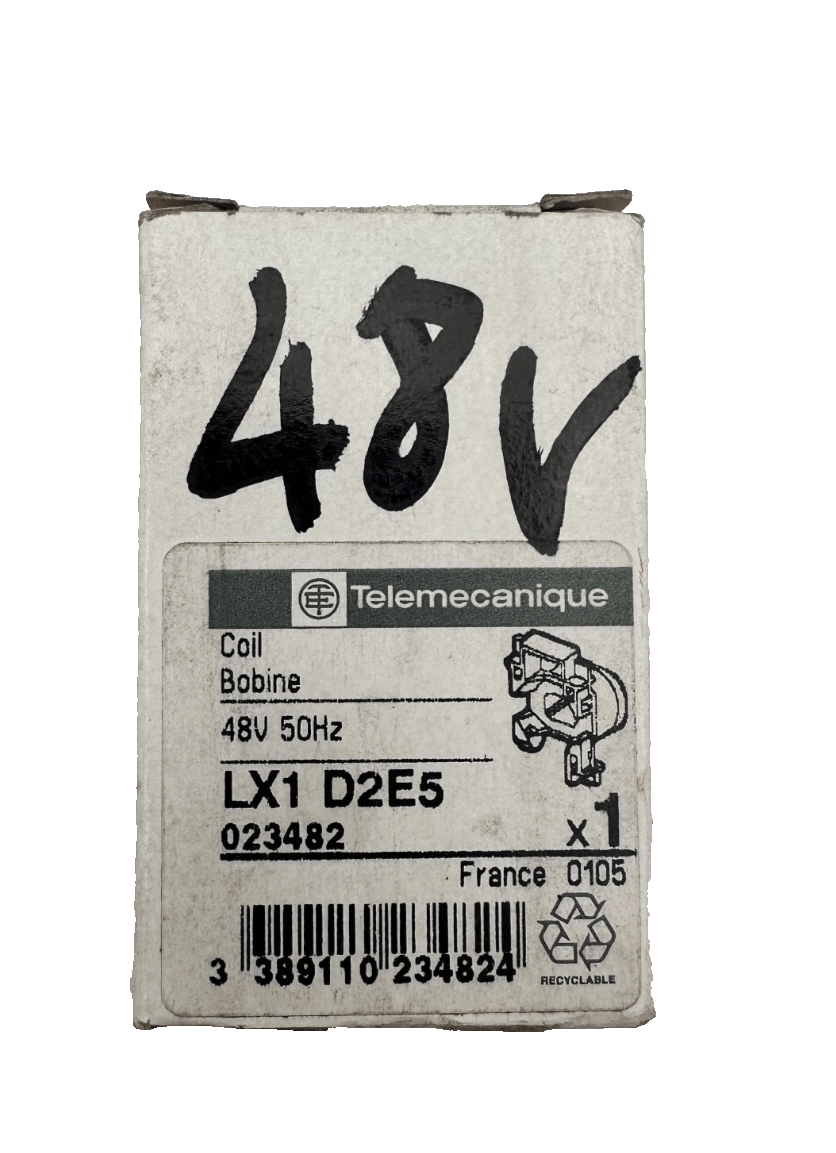 48V
Telemecanique
Coil
Bobine
48V 50Hz
LX1 D2E5
023482
x1
France 0105
3 389110 234824
RECYCLABLE